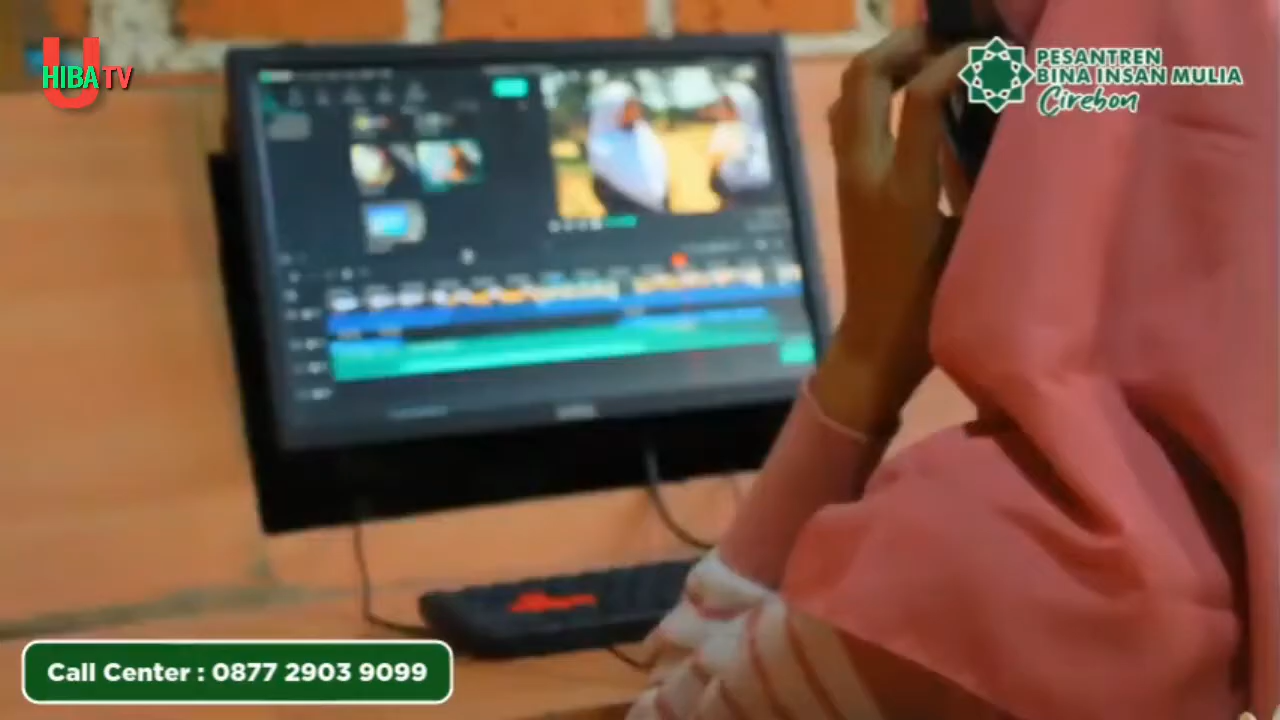 U
HIBA TV
PESANTREN
BINA INSAN MULIA
Cirebon
Call Center : 0877 2903 9099